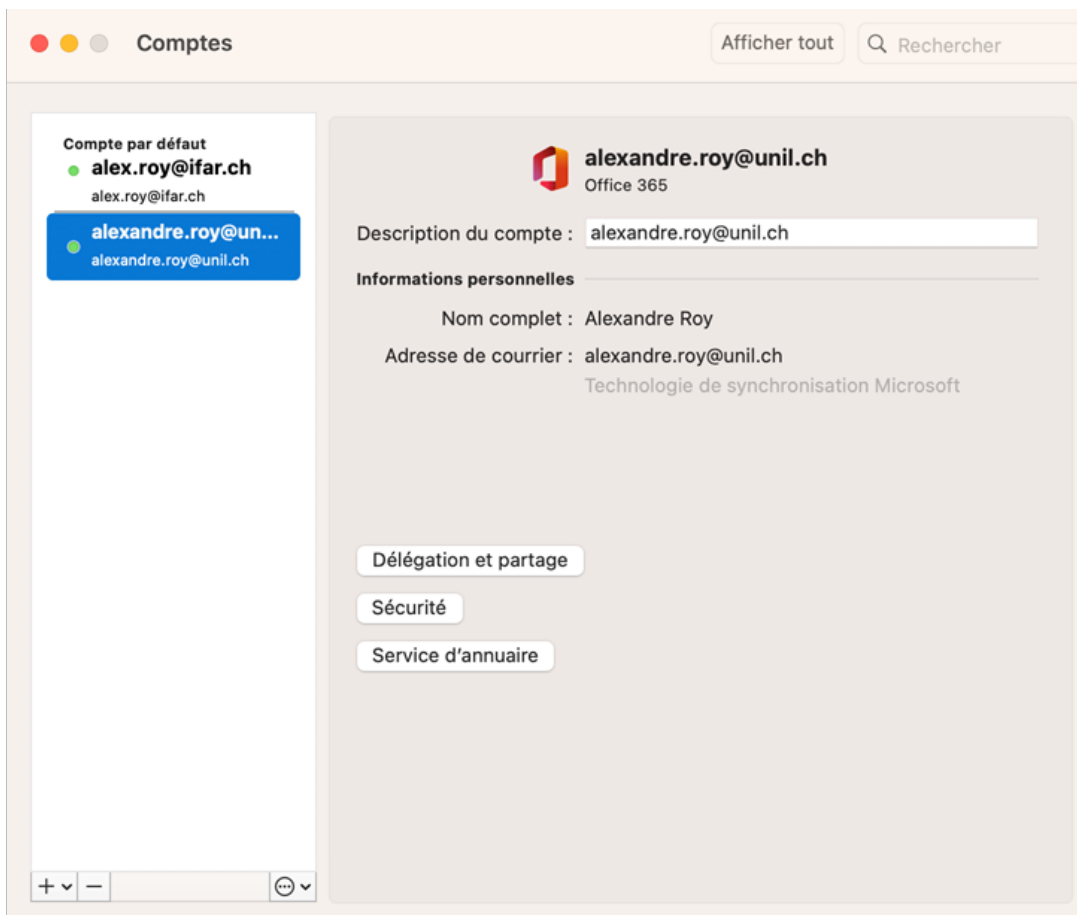 Comptes
Afficher tout
Rechercher
Compte par défaut
alex.roy@ifar.ch
alex.roy@ifar.ch
alexandre.roy@un...
alexandre.roy@unil.ch
alexandre.roy@unil.ch
Office 365
Description du compte : alexandre.roy@unil.ch
Informations personnelles
Nom complet : Alexandre Roy
Adresse de courrier : alexandre.roy@unil.ch
Technologie de synchronisation Microsoft
Délégation et partage
Sécurité
Service d’annuaire